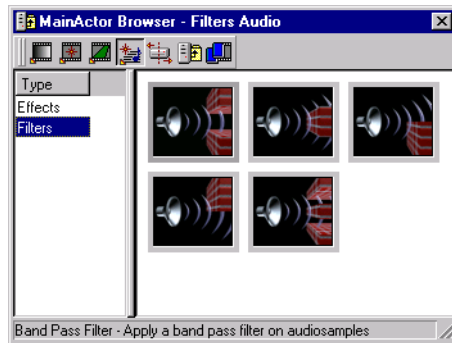 MainActor Browser - Filters Audio
Type
Effects
Filters
Band Pass Filter - Apply a band pass filter on audiosamples